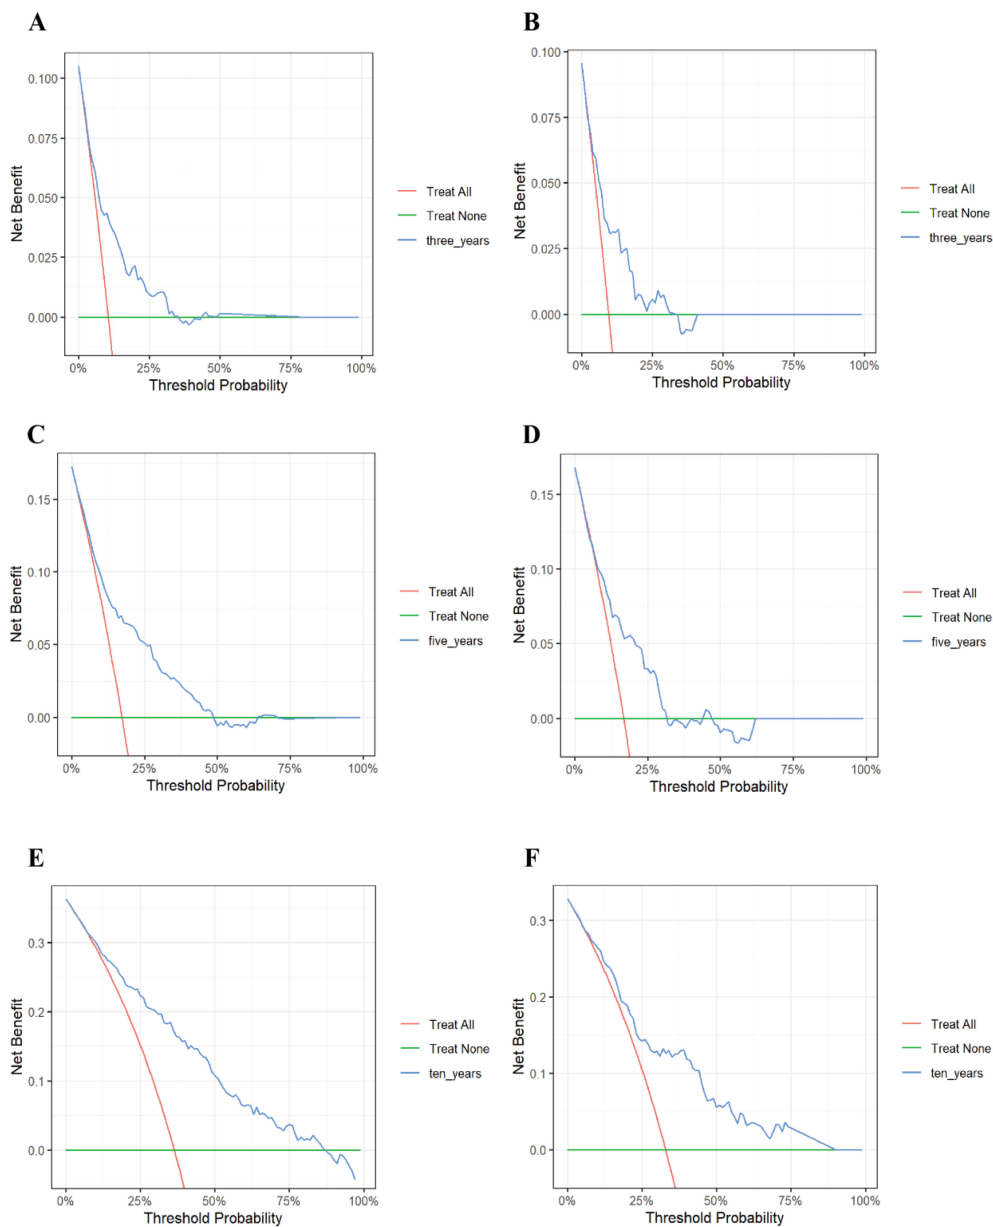 A
0.100
0.075
0.050
0.025
0.000
Net Benefit
0%
25%
50%
75%
100%
Threshold Probability
Treat All
Treat None
three_years
B
0.100
0.075
0.050
0.025
0.000
Net Benefit
0%
25%
50%
75%
100%
Threshold Probability
Treat All
Treat None
three_years
C
0.15
0.10
0.05
0.00
Net Benefit
0%
25%
50%
75%
100%
Threshold Probability
Treat All
Treat None
five_years
D
0.15
0.10
0.05
0.00
Net Benefit
0%
25%
50%
75%
100%
Threshold Probability
Treat All
Treat None
five_years
E
0.3
0.2
0.1
0.0
Net Benefit
0%
25%
50%
75%
100%
Threshold Probability
Treat All
Treat None
ten_years
F
0.3
0.2
0.1
0.0
Net Benefit
0%
25%
50%
75%
100%
Threshold Probability
Treat All
Treat None
ten_years